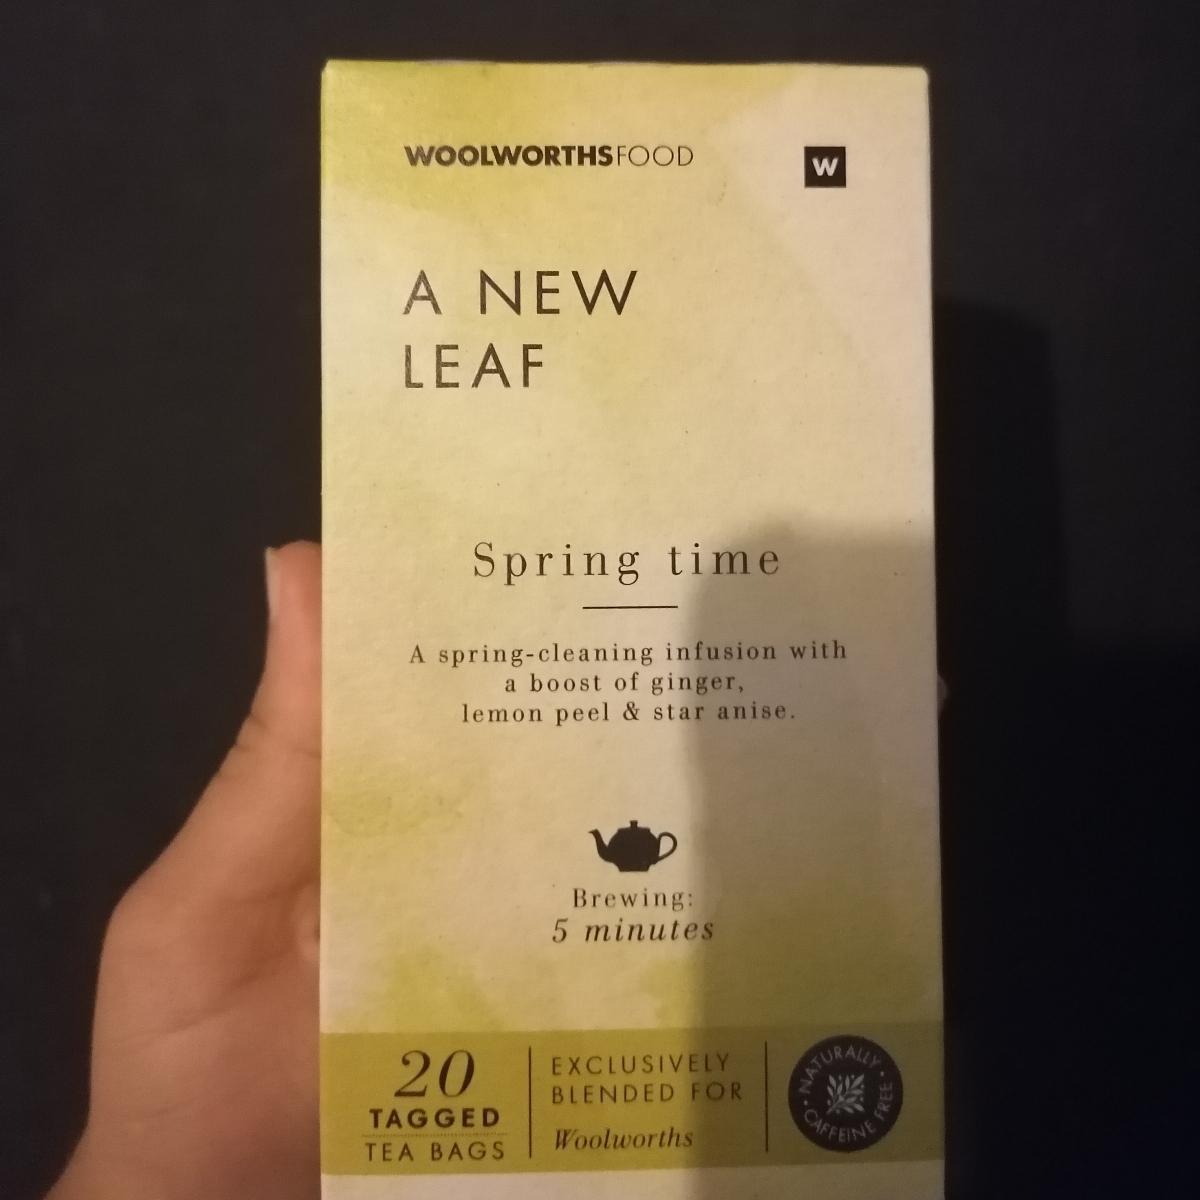 WOOLWORTHSFOOD
W
A NEW
LEAF
Spring time
A spring-cleaning infusion with
a boost of ginger,
lemon peel & star anise.
Brewing:
5 minutes
20
TAGGED
TEA BAGS
EXCLUSIVELY
BLENDED FOR
Woolworths
• NATURALLY •
CAFFEINE FREE